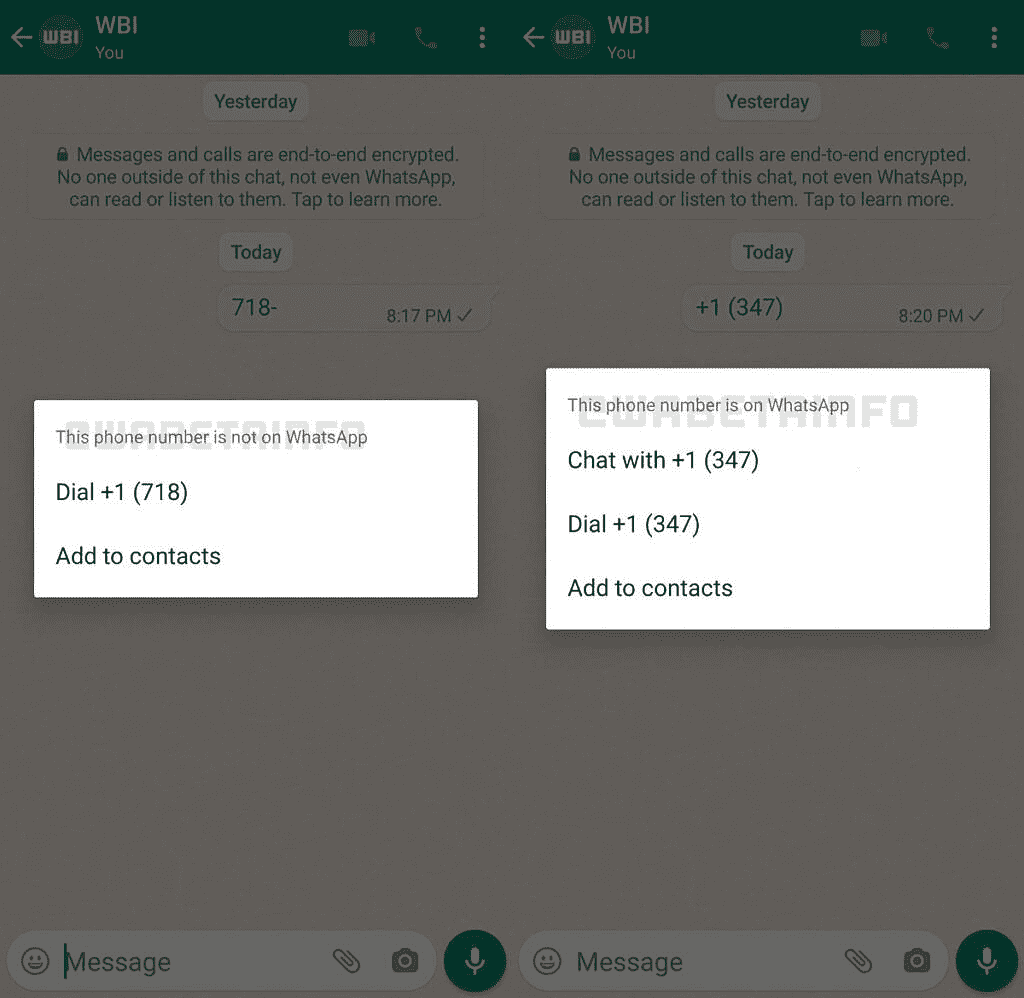 WBI
WBI
You
Yesterday
Messages and calls are end-to-end encrypted.
No one outside of this chat, not even WhatsApp,
can read or listen to them. Tap to learn more.
Today
718-
8:17 PM
@WABETAINFO
This phone number is not on WhatsApp
Dial +1 (718)
Add to contacts
Message
WBI
WBI
You
Yesterday
Messages and calls are end-to-end encrypted.
No one outside of this chat, not even WhatsApp,
can read or listen to them. Tap to learn more.
Today
+1 (347)
8:20 PM
@WABETAINFO
This phone number is on WhatsApp
Chat with +1 (347)
Dial +1 (347)
Add to contacts
Message